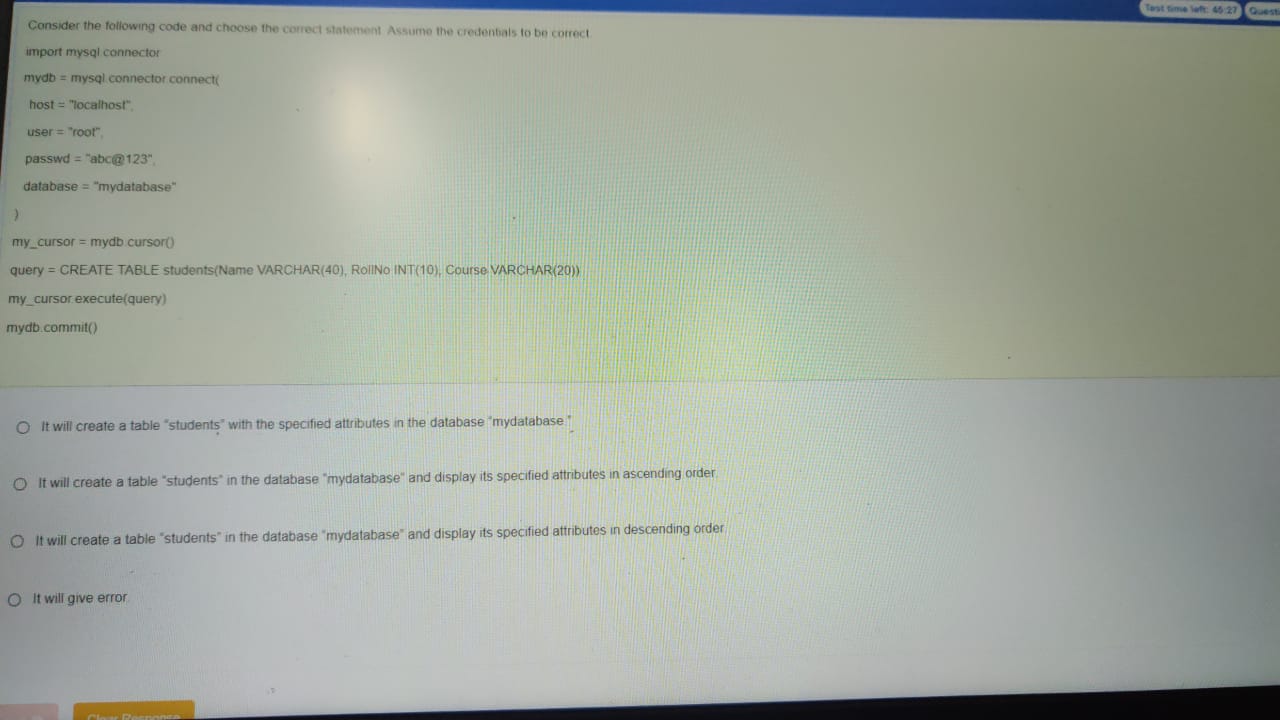 Test time left: 46:27
Consider the following code and choose the correct statement. Assume the credentials to be correct.
import mysql.connector
mydb = mysql.connector.connect(
host = "localhost",
user = "root",
passwd = "abc@123",
database = "mydatabase"
)
my_cursor = mydb.cursor()
query = CREATE TABLE students(Name VARCHAR(40), RollNo INT(10), Course VARCHAR(20))
my_cursor.execute(query)
mydb.commit()
It will create a table "students" with the specified attributes in the database "mydatabase."
It will create a table "students" in the database "mydatabase" and display its specified attributes in ascending order.
It will create a table "students" in the database "mydatabase" and display its specified attributes in descending order.
It will give error.
Clear Response